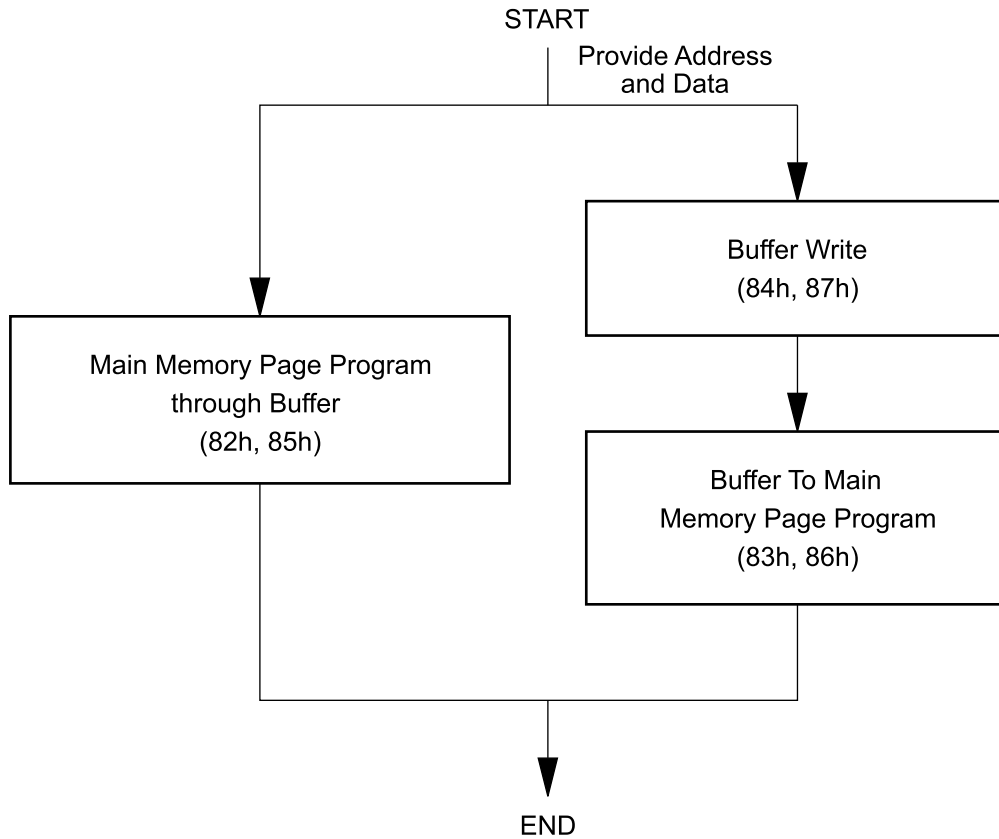 START
Provide Address
and Data
Buffer Write
(84h, 87h)
Main Memory Page Program
through Buffer
(82h, 85h)
Buffer To Main
Memory Page Program
(83h, 86h)
END